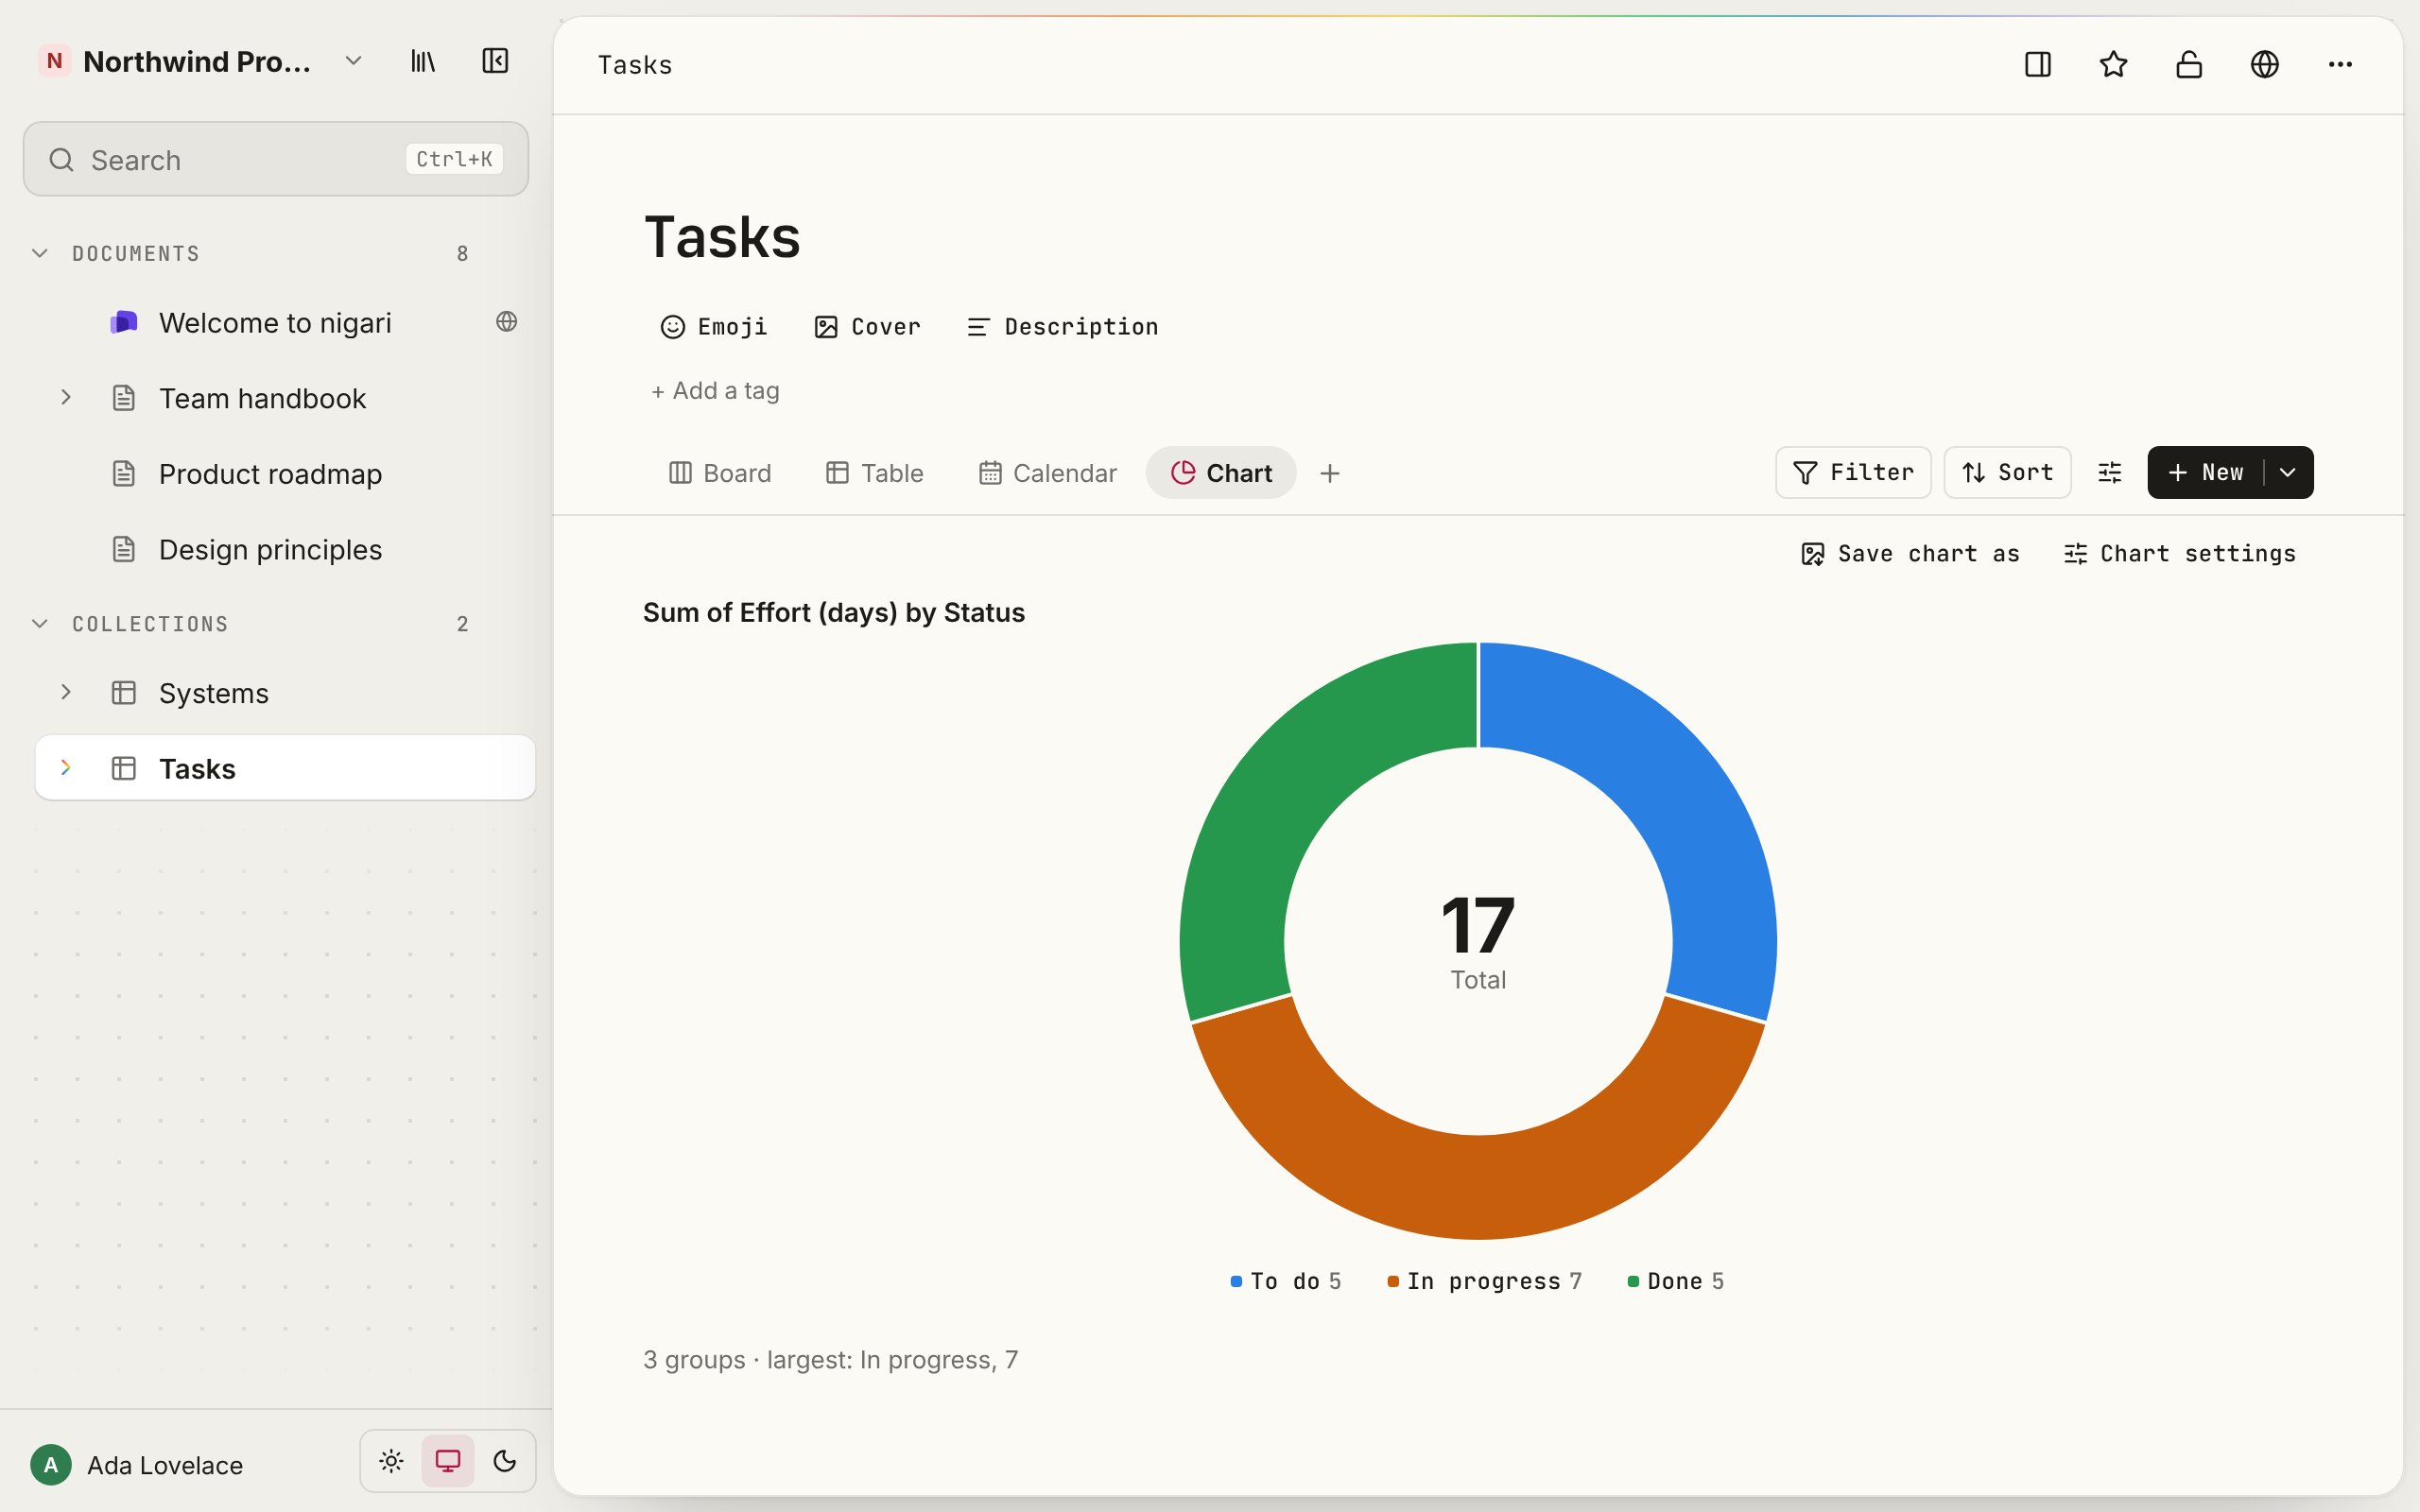 N Northwind Pro...
Search Ctrl+K
DOCUMENTS 8
Welcome to nigari
Team handbook
Product roadmap
Design principles
COLLECTIONS 2
Systems
Tasks
A Ada Lovelace
Tasks
Tasks
Emoji Cover Description
+ Add a tag
Board Table Calendar Chart + Filter Sort + New
Save chart as Chart settings
Sum of Effort (days) by Status
17
Total
To do 5 In progress 7 Done 5
3 groups · largest: In progress, 7